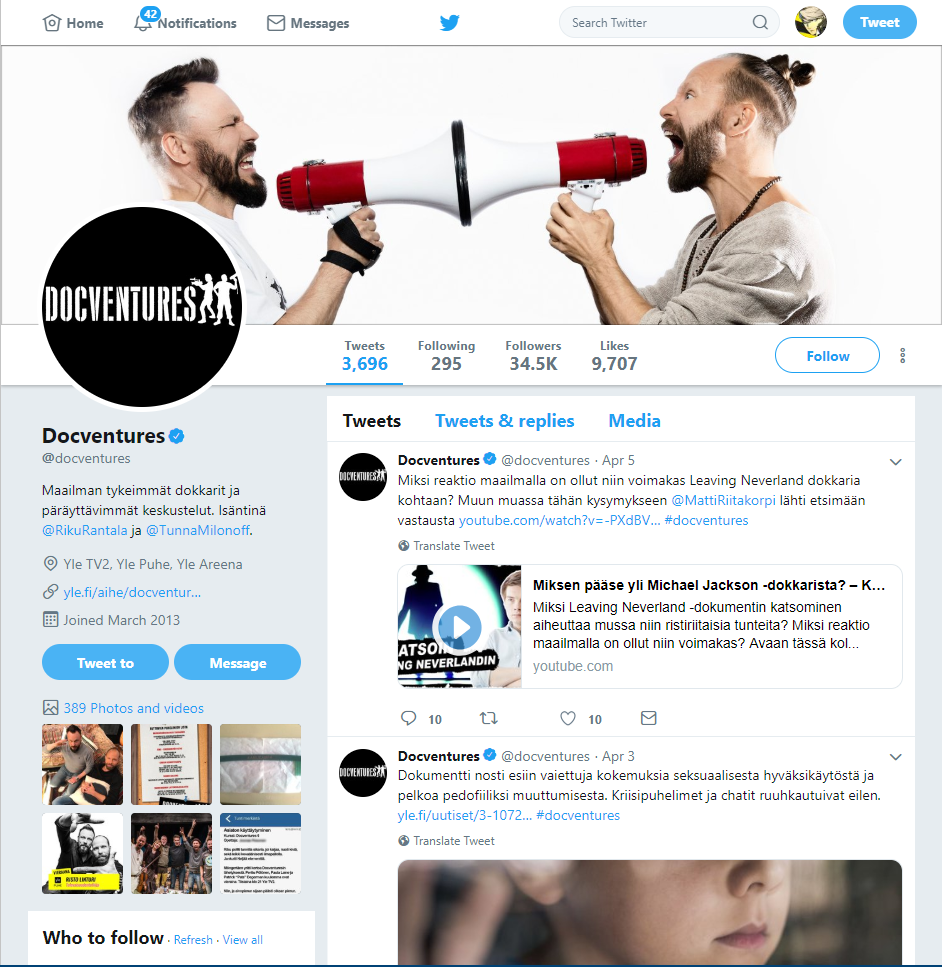 Home
42
Notifications
Messages
Search Twitter
Tweet
DOCVENTURES
Tweets
3,696
Following
295
Followers
34.5K
Likes
9,707
Follow
Docventures
@docventures
Maailman tykeimmät dokkarit ja
päräyttävimmät keskustelut. Isäntinä
@RikuRantala ja @TunnaMilonoff.
Yle TV2, Yle Puhe, Yle Areena
yle.fi/aihe/docventur...
Joined March 2013
Tweet to
Message
389 Photos and videos
RISTO LINTURI
Asiaton käyttäytyminen
Who to follow · Refresh · View all
Tweets
Tweets & replies
Media
DOCVENTURES
Docventures @docventures · Apr 5
Miksi reaktio maailmalla on ollut niin voimakas Leaving Neverland dokkaria
kohtaan? Muun muassa tähän kysymykseen @MattiRiitakorpi lähti etsimään
vastausta youtube.com/watch?v=-PXdBV... #docventures
Translate Tweet
ATSO
NG NEVERLANDIN
Miksen pääse yli Michael Jackson -dokkarista? – K...
Miksi Leaving Neverland -dokumentin katsominen
aiheuttaa mussa niin ristiriitaisia tunteita? Miksi reaktio
maailmalla on ollut niin voimakas? Avaan tässä kol...
youtube.com
10
10
DOCVENTURES
Docventures @docventures · Apr 3
Dokumentti nosti esiin vaiettuja kokemuksia seksuaalisesta hyväksikäytöstä ja
pelkoa pedofiiliksi muuttumisesta. Kriisipuhelimet ja chatit ruuhkautuivat eilen.
yle.fi/uutiset/3-1072... #docventures
Translate Tweet